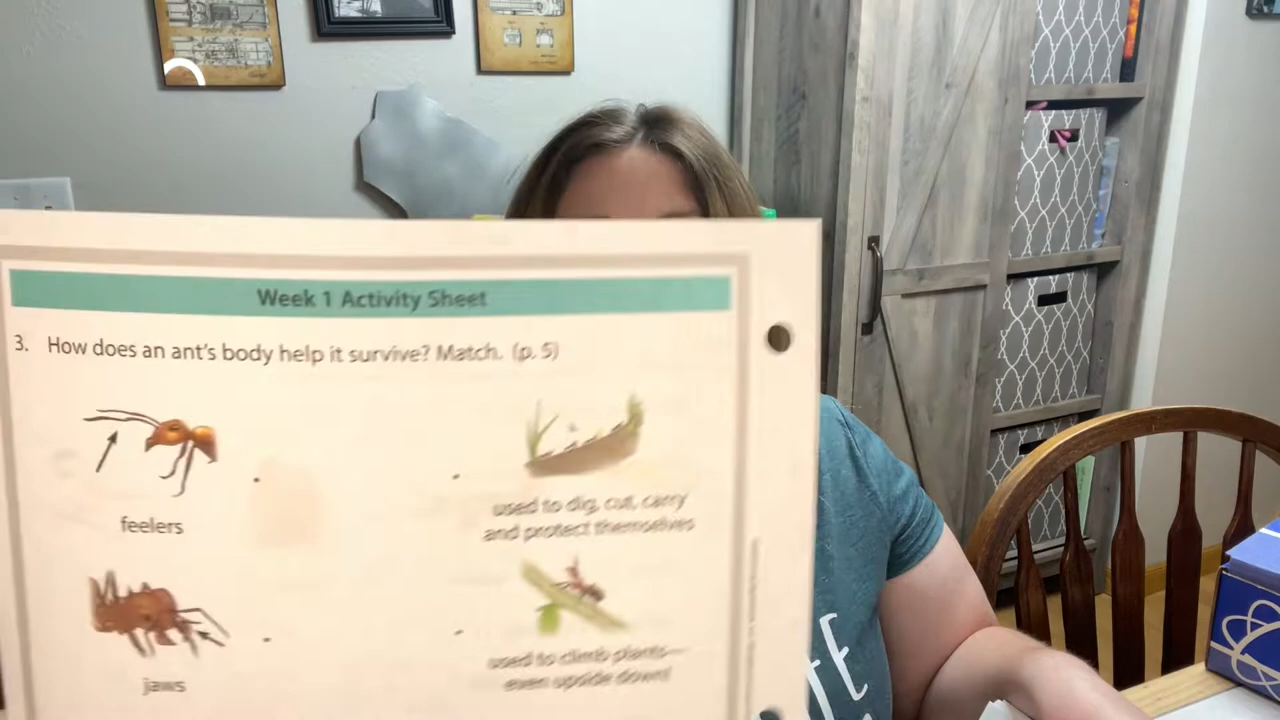 Week 1 Activity Sheet
3. How does an ant's body help it survive? Match. (p. 5)
feelers
used to dig, cut, carry
and protect themselves
jaws
used to climb plants—
even upside down!